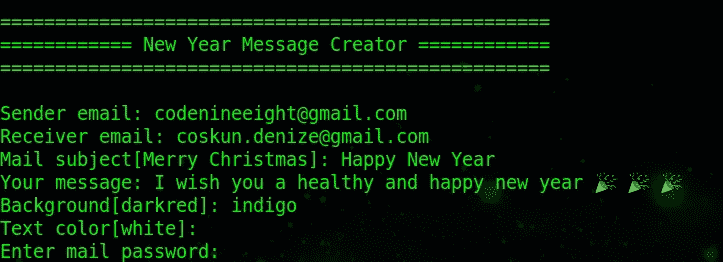 ==================================================
============ New Year Message Creator ============
==================================================
Sender email: codenineeight@gmail.com
Receiver email: coskun.denize@gmail.com
Mail subject[Merry Christmas]: Happy New Year
Your message: I wish you a healthy and happy new year 🎉 🎉 🎉
Background[darkred]: indigo
Text color[white]:
Enter mail password: